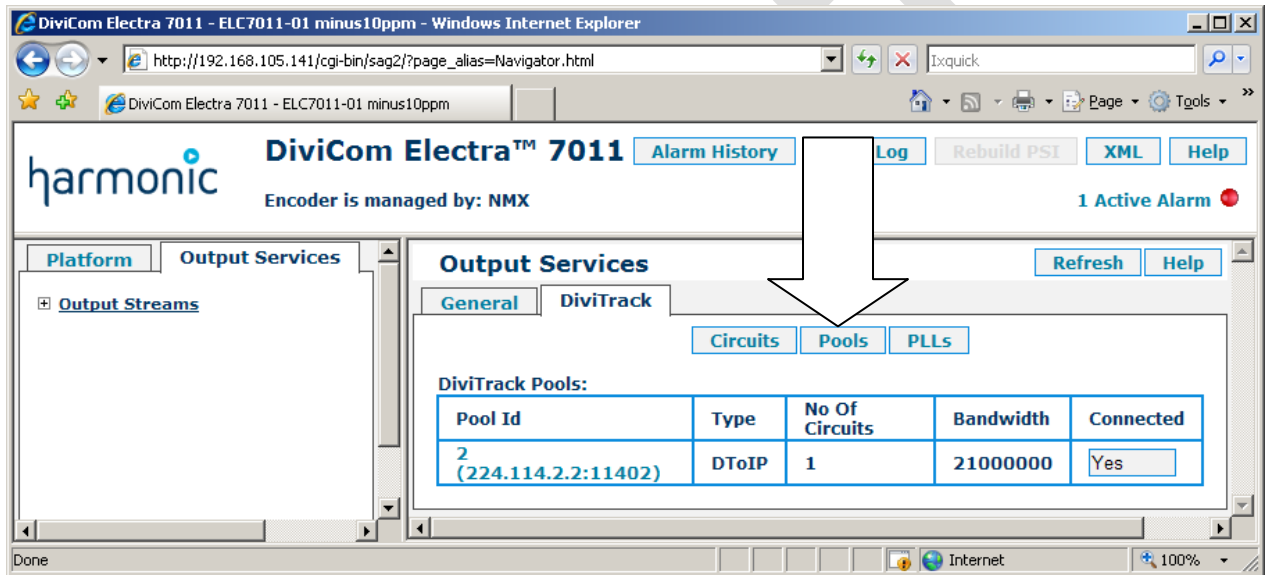 DiviCom Electra 7011 - ELC7011-01 minus10ppm - Windows Internet Explorer
http://192.168.105.141/cgi-bin/sag2/?page_alias=Navigator.html
Ixquick
DiviCom Electra 7011 - ELC7011-01 minus10ppm
Page
Tools
»
harmonic
DiviCom Electra™ 7011
Alarm History
Log
Rebuild PSI
XML
Help
Encoder is managed by: NMX
1 Active Alarm
Platform
Output Services
Output Streams
Output Services
Refresh
Help
General
DiviTrack
Circuits
Pools
PLLs
DiviTrack Pools:
Pool Id
Type
No Of
Circuits
Bandwidth
Connected
2
(224.114.2.2:11402)
DToIP
1
21000000
Yes
Done
Internet
100%